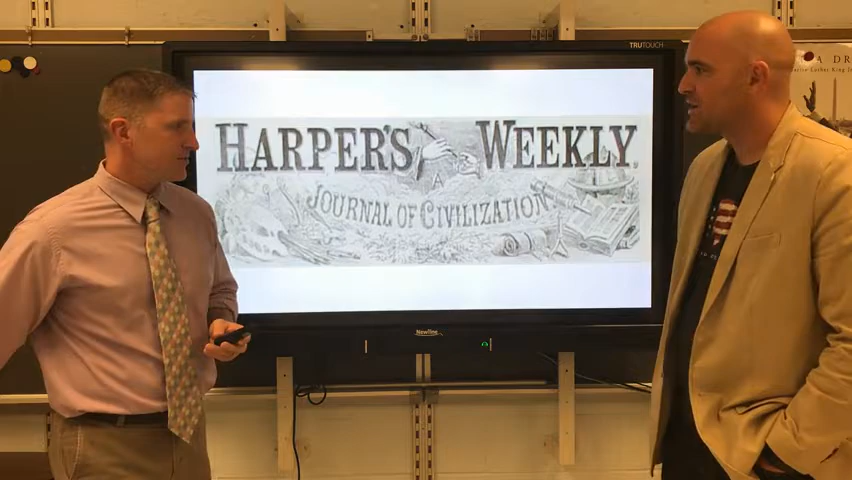 TRUTOUCH
HARPER'S WEEKLY,
A
JOURNAL OF CIVILIZATION
Newline